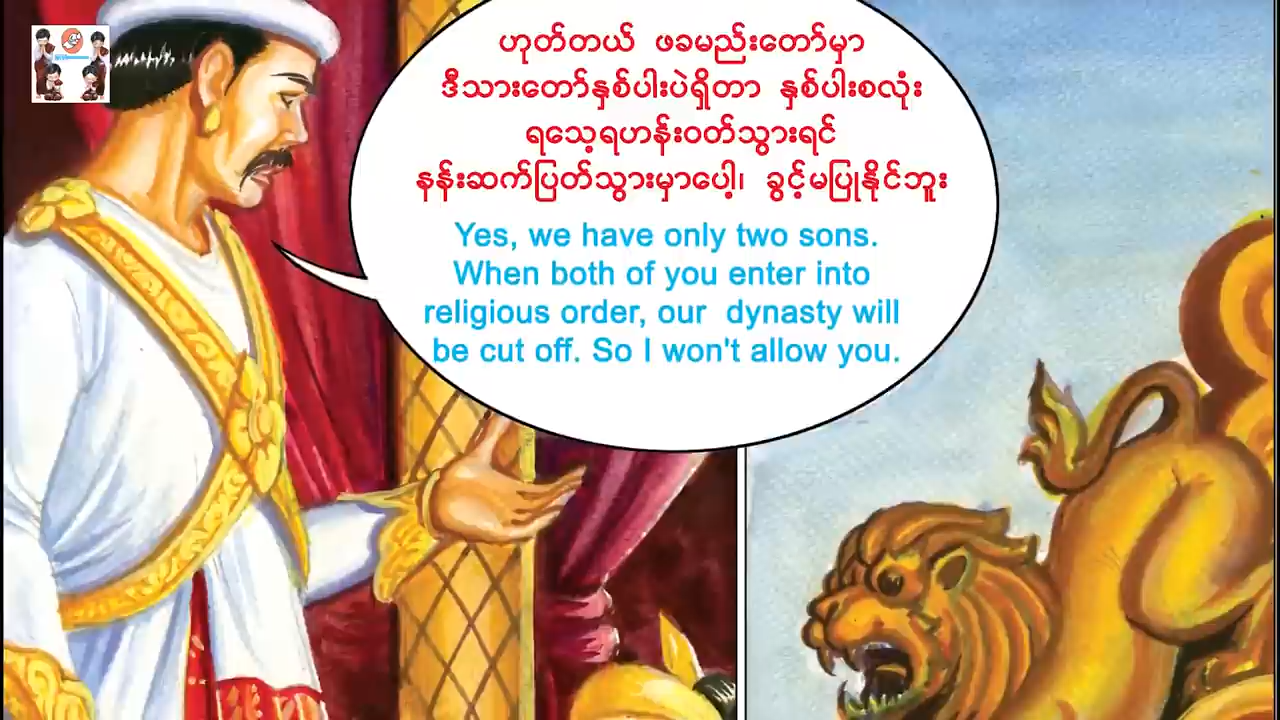 ဟုတ်တယ် ဖခမည်းတော်မှာ
ဒီသားတော်နှစ်ပါးပဲရှိတာ နှစ်ပါးစလုံး
ရသေ့ရဟန်းဝတ်သွားရင်
နန်းဆက်ပြတ်သွားမှာပေါ့၊ ခွင့်မပြုနိုင်ဘူး
Yes, we have only two sons.
When both of you enter into
religious order, our dynasty will
be cut off. So I won't allow you.